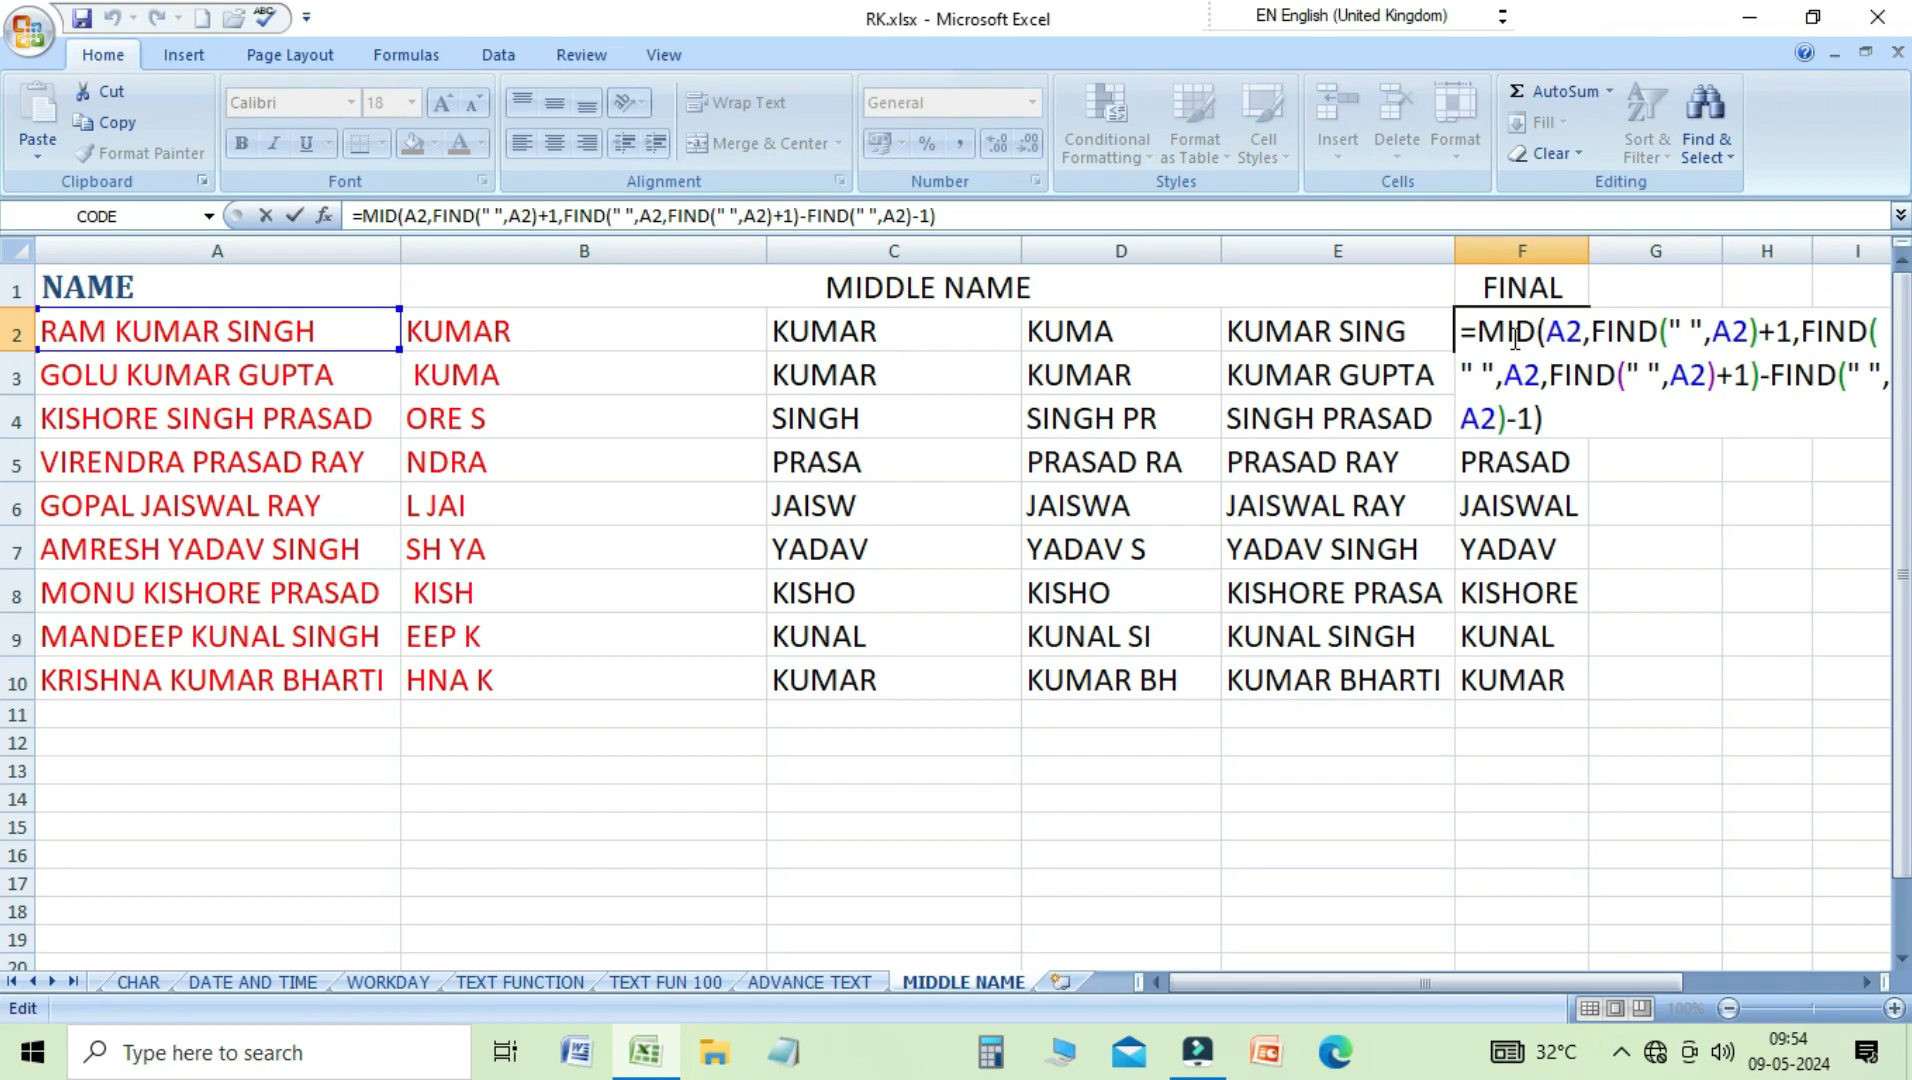 RK.xlsx - Microsoft Excel
EN English (United Kingdom)
Home Insert Page Layout Formulas Data Review View
Paste
Cut
Copy
Format Painter
Clipboard
Calibri 18
B I U
Font
Wrap Text
Merge & Center
Alignment
General
Number
Conditional Formatting
Format as Table
Cell Styles
Styles
Insert Delete Format
Cells
Σ AutoSum
Fill
Clear
Sort & Filter
Find & Select
Editing
CODE
=MID(A2,FIND(" ",A2)+1,FIND(" ",A2,FIND(" ",A2)+1)-FIND(" ",A2)-1)
A B C D E F G H I
1 NAME MIDDLE NAME FINAL
2 RAM KUMAR SINGH KUMAR KUMAR KUMA KUMAR SING =MID(A2,FIND(" ",A2)+1,FIND(
3 GOLU KUMAR GUPTA KUMA KUMAR KUMAR KUMAR GUPTA " ",A2,FIND(" ",A2)+1)-FIND(" ",
4 KISHORE SINGH PRASAD ORE S SINGH SINGH PR SINGH PRASAD A2)-1)
5 VIRENDRA PRASAD RAY NDRA PRASA PRASAD RA PRASAD RAY PRASAD
6 GOPAL JAISWAL RAY L JAI JAISW JAISWA JAISWAL RAY JAISWAL
7 AMRESH YADAV SINGH SH YA YADAV YADAV S YADAV SINGH YADAV
8 MONU KISHORE PRASAD KISH KISHO KISHO KISHORE PRASA KISHORE
9 MANDEEP KUNAL SINGH EEP K KUNAL KUNAL SI KUNAL SINGH KUNAL
10 KRISHNA KUMAR BHARTI HNA K KUMAR KUMAR BH KUMAR BHARTI KUMAR
11
12
13
14
15
16
17
18
19
20
CHAR DATE AND TIME WORKDAY TEXT FUNCTION TEXT FUN 100 ADVANCE TEXT MIDDLE NAME
Edit
100%
Type here to search
32°C
09:54
09-05-2024